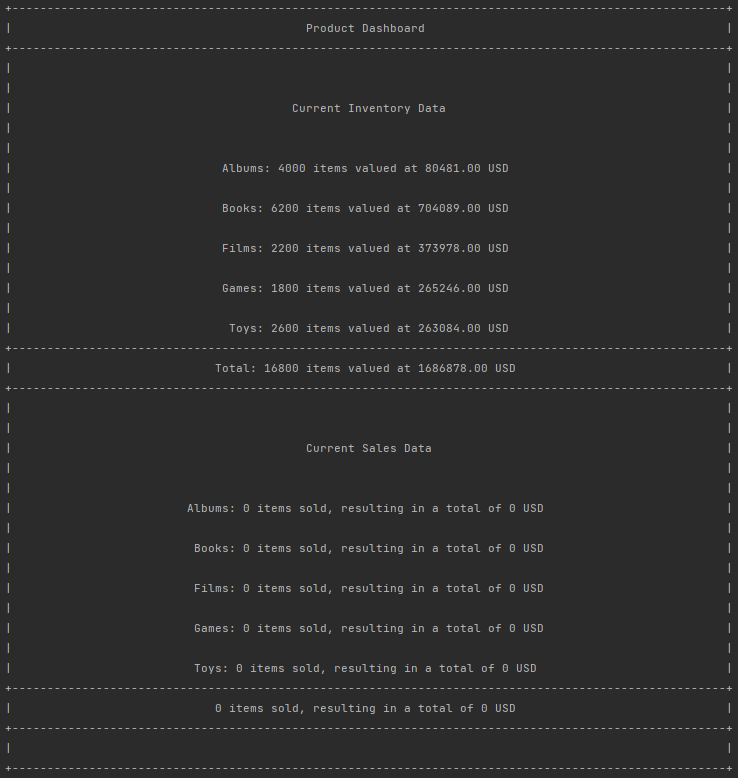 Product Dashboard
Current Inventory Data
Albums: 4000 items valued at 80481.00 USD
Books: 6200 items valued at 704089.00 USD
Films: 2200 items valued at 373978.00 USD
Games: 1800 items valued at 265246.00 USD
Toys: 2600 items valued at 263084.00 USD
Total: 16800 items valued at 1686878.00 USD
Current Sales Data
Albums: 0 items sold, resulting in a total of 0 USD
Books: 0 items sold, resulting in a total of 0 USD
Films: 0 items sold, resulting in a total of 0 USD
Games: 0 items sold, resulting in a total of 0 USD
Toys: 0 items sold, resulting in a total of 0 USD
0 items sold, resulting in a total of 0 USD